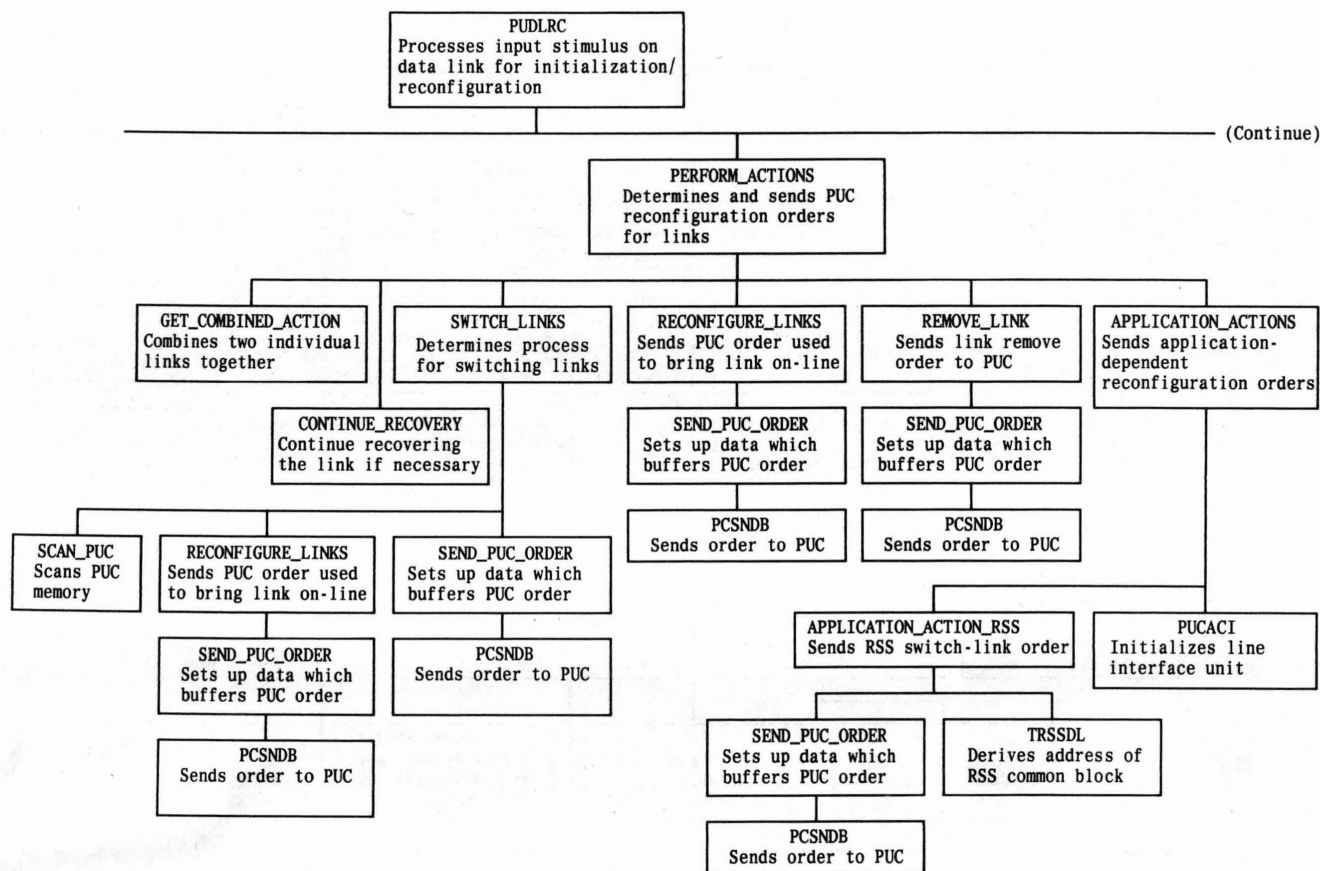 PUDLRC
Processes input stimulus on
data link for initialization/
reconfiguration
(Continue)
PERFORM_ACTIONS
Determines and sends PUC
reconfiguration orders
for links
GET_COMBINED_ACTION
Combines two individual
links together
CONTINUE_RECOVERY
Continue recovering
the link if necessary
SWITCH_LINKS
Determines process
for switching links
RECONFIGURE_LINKS
Sends PUC order used
to bring link on-line
SEND_PUC_ORDER
Sets up data which
buffers PUC order
PCSNDB
Sends order to PUC
REMOVE_LINK
Sends link remove
order to PUC
SEND_PUC_ORDER
Sets up data which
buffers PUC order
PCSNDB
Sends order to PUC
APPLICATION_ACTIONS
Sends application-
dependent
reconfiguration orders
SCAN_PUC
Scans PUC
memory
RECONFIGURE_LINKS
Sends PUC order used
to bring link on-line
SEND_PUC_ORDER
Sets up data which
buffers PUC order
PCSNDB
Sends order to PUC
SEND_PUC_ORDER
Sets up data which
buffers PUC order
PCSNDB
Sends order to PUC
APPLICATION_ACTION_RSS
Sends RSS switch-link order
SEND_PUC_ORDER
Sets up data which
buffers PUC order
PCSNDB
Sends order to PUC
TRSSDL
Derives address of
RSS common block
PUCACI
Initializes line
interface unit